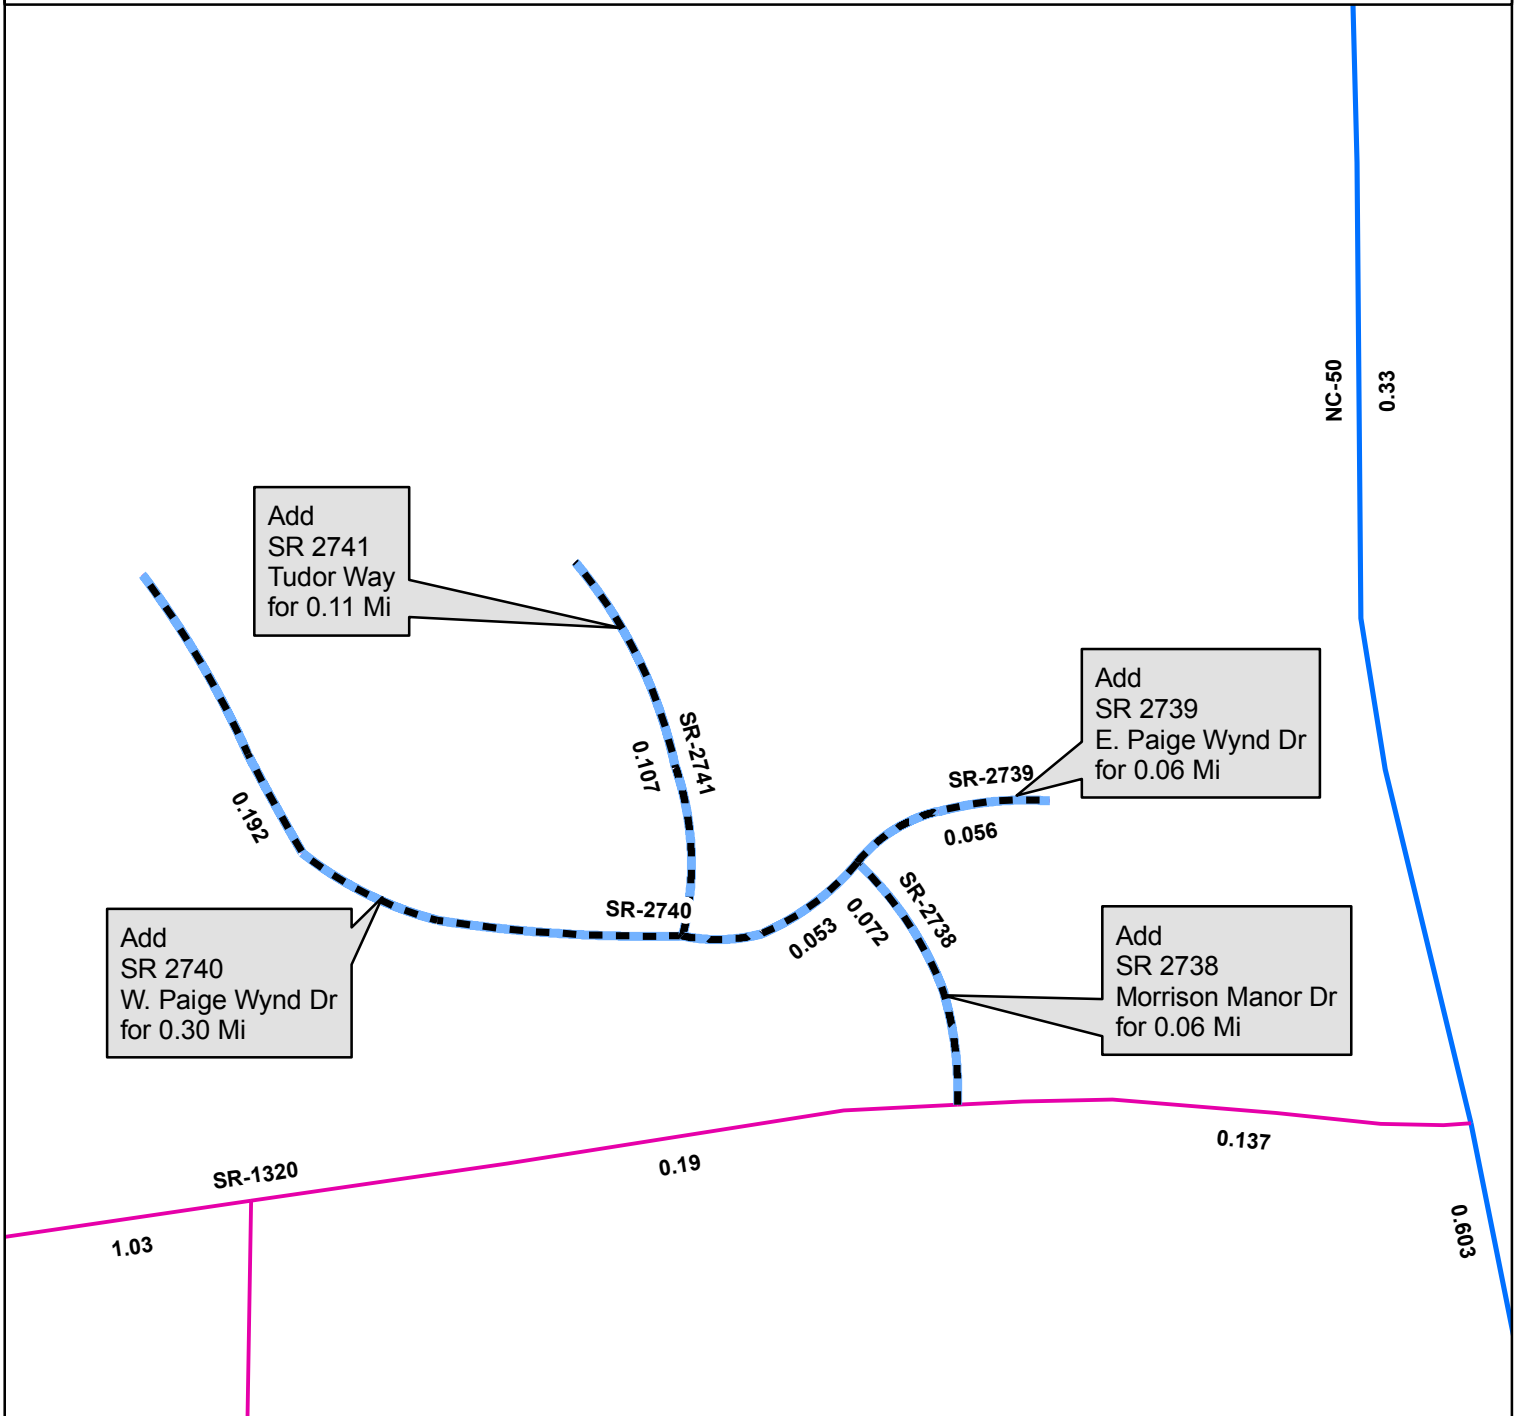 NC-50
0.33
Add
SR 2741
Tudor Way
for 0.11 Mi
Add
SR 2739
E. Paige Wynd Dr
for 0.06 Mi
SR-2741
0.107
SR-2739
0.056
0.192
SR-2740
SR-2738
0.072
0.053
Add
SR 2740
W. Paige Wynd Dr
for 0.30 Mi
Add
SR 2738
Morrison Manor Dr
for 0.06 Mi
0.137
0.19
SR-1320
1.03
0.603